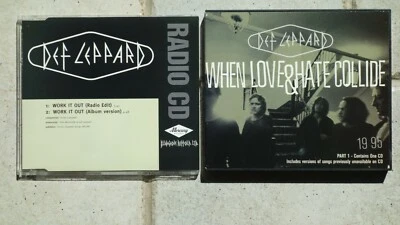 DEF LEPPARD
RADIO CD
1: WORK IT OUT (Radio Edit)
2: WORK IT OUT (Album version)
Mercury
DEF LEPPARD
WHEN LOVE & HATE COLLIDE
19 95
PART 1 - Contains One CD
Includes versions of songs previously unavailable on CD